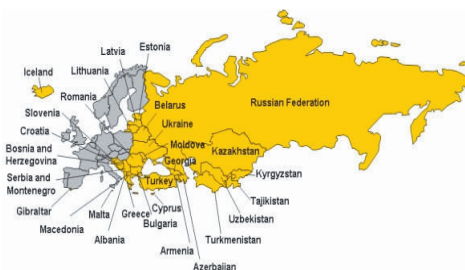 Latvia
Estonia
Lithuania
Iceland
Romania
Slovenia
Croatia
Bosnia and
Herzegovina
Serbia and
Montenegro
Gibraltar
Macedonia
Malta
Albania
Greece
Bulgaria
Cyprus
Turkey
Armenia
Azerbaijan
Georgia
Moldova
Ukraine
Belarus
Russian Federation
Kazakhstan
Kyrgyzstan
Tajikistan
Uzbekistan
Turkmenistan